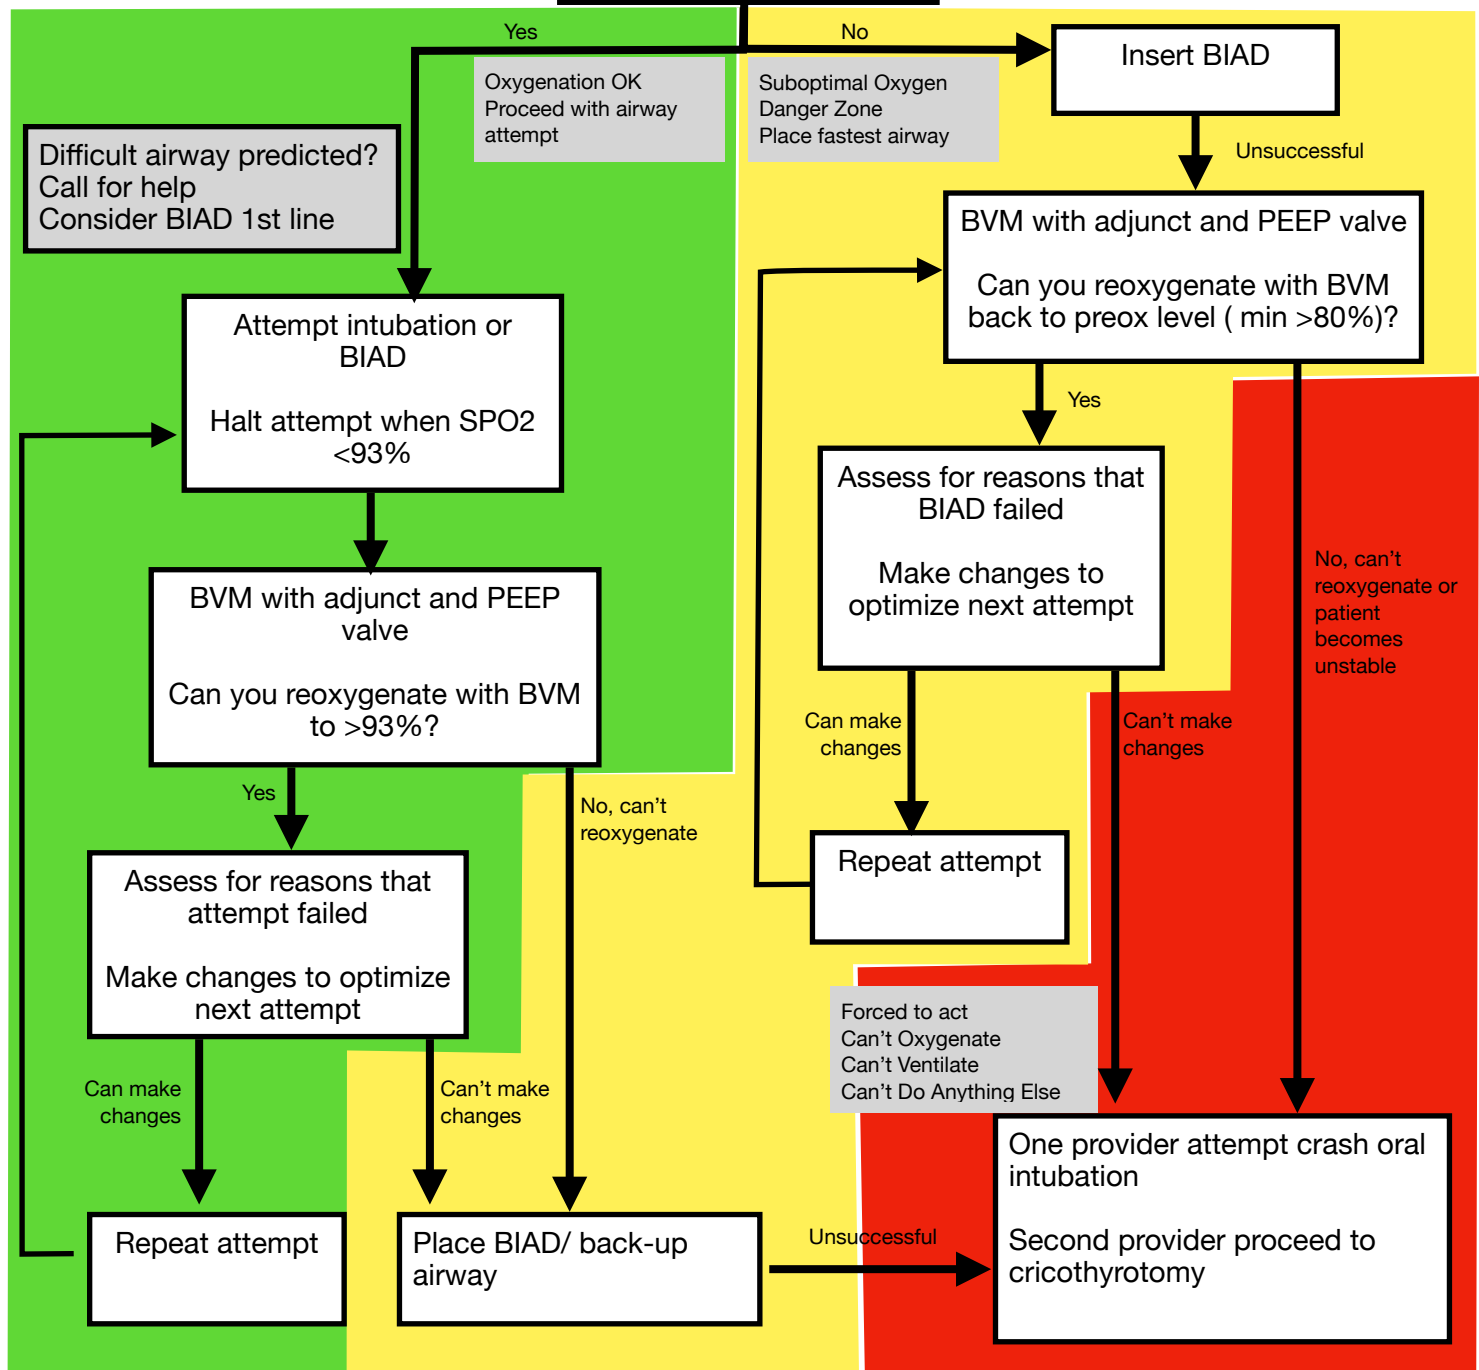 Yes
No
Oxygenation OK
Proceed with airway
attempt
Suboptimal Oxygen
Danger Zone
Place fastest airway
Insert BIAD
Difficult airway predicted?
Call for help
Consider BIAD 1st line
Unsuccessful
BVM with adjunct and PEEP valve
Can you reoxygenate with BVM
back to preox level ( min >80%)?
Attempt intubation or
BIAD
Halt attempt when SPO2
<93%
Yes
Assess for reasons that
BIAD failed
Make changes to
optimize next attempt
No, can't
reoxygenate or
patient
becomes
unstable
BVM with adjunct and PEEP
valve
Can you reoxygenate with BVM
to >93%?
Can make
changes
Can't make
changes
Yes
No, can't
reoxygenate
Repeat attempt
Assess for reasons that
attempt failed
Make changes to optimize
next attempt
Forced to act
Can't Oxygenate
Can't Ventilate
Can't Do Anything Else
Can make
changes
Can't make
changes
One provider attempt crash oral
intubation
Second provider proceed to
cricothyrotomy
Repeat attempt
Place BIAD/ back-up
airway
Unsuccessful